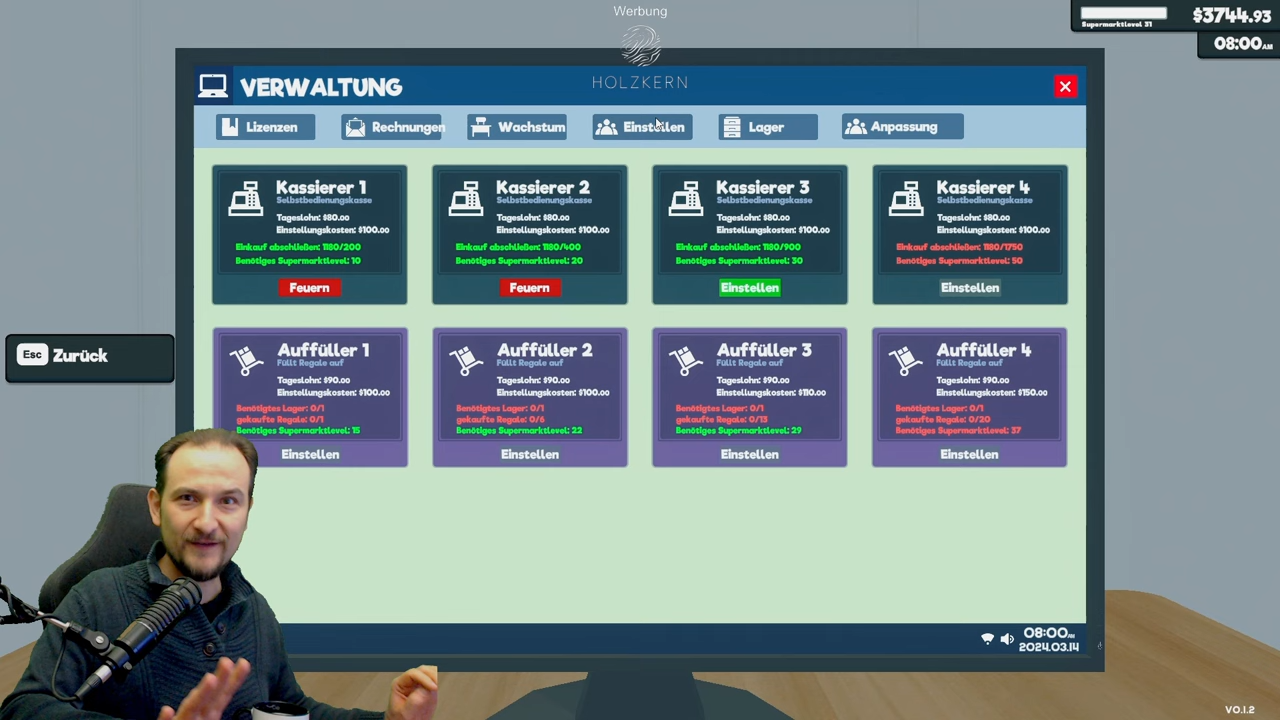 Werbung
HOLZKERN
$3744.93
Supermarktlevel 31
08:00AM
VERWALTUNG
Lizenzen
Rechnungen
Wachstum
Einstellen
Lager
Anpassung
Kassierer 1
Selbstbedienungskasse
Tageslohn: $80.00
Einstellungskosten: $100.00
Einkauf abschließen: 1180/200
Benötiges Supermarktlevel: 10
Feuern
Kassierer 2
Selbstbedienungskasse
Tageslohn: $80.00
Einstellungskosten: $100.00
Einkauf abschließen: 1180/400
Benötiges Supermarktlevel: 20
Feuern
Kassierer 3
Selbstbedienungskasse
Tageslohn: $80.00
Einstellungskosten: $100.00
Einkauf abschließen: 1180/900
Benötiges Supermarktlevel: 30
Einstellen
Kassierer 4
Selbstbedienungskasse
Tageslohn: $80.00
Einstellungskosten: $100.00
Einkauf abschließen: 1180/1750
Benötiges Supermarktlevel: 50
Einstellen
Esc Zurück
Auffüller 1
Füllt Regale auf
Tageslohn: $90.00
Einstellungskosten: $100.00
Benötigtes Lager: 0/1
gekaufte Regale: 0/1
Benötiges Supermarktlevel: 15
Einstellen
Auffüller 2
Füllt Regale auf
Tageslohn: $90.00
Einstellungskosten: $100.00
Benötigtes Lager: 0/1
gekaufte Regale: 0/6
Benötiges Supermarktlevel: 22
Einstellen
Auffüller 3
Füllt Regale auf
Tageslohn: $90.00
Einstellungskosten: $110.00
Benötigtes Lager: 0/1
gekaufte Regale: 0/13
Benötiges Supermarktlevel: 29
Einstellen
Auffüller 4
Füllt Regale auf
Tageslohn: $90.00
Einstellungskosten: $150.00
Benötigtes Lager: 0/1
gekaufte Regale: 0/20
Benötiges Supermarktlevel: 37
Einstellen
08:00AM
2024.03.14
V0.1.2